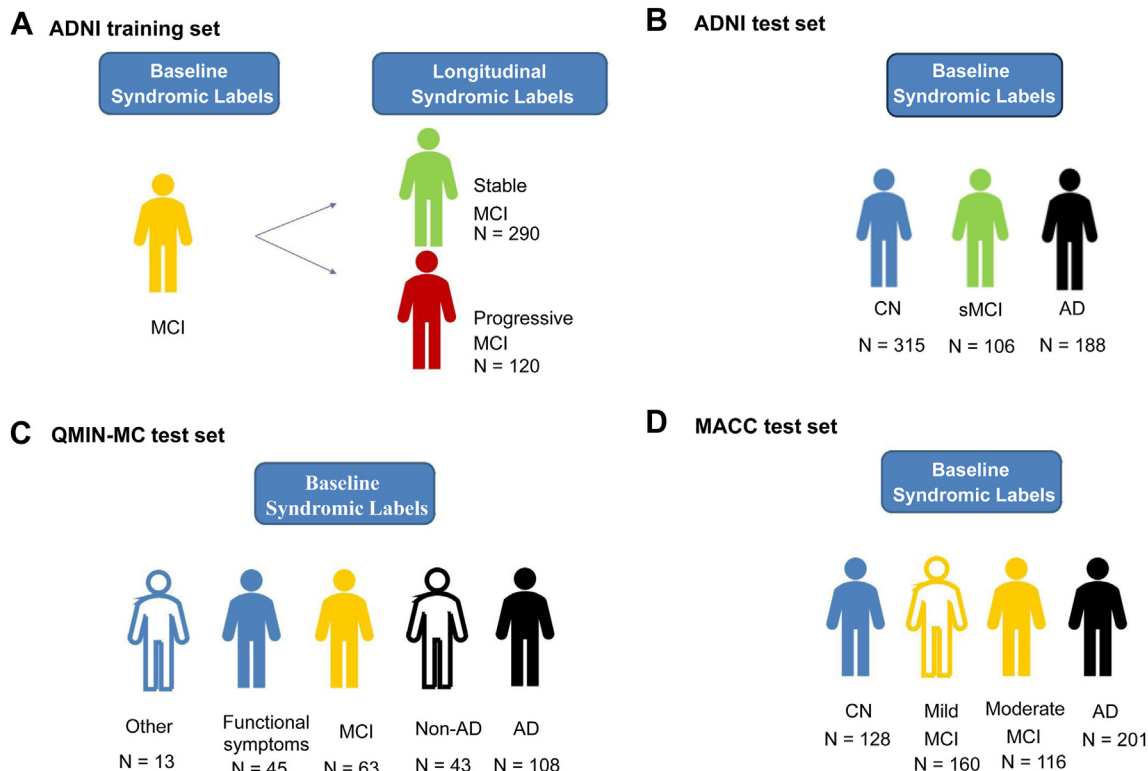 A ADNI training set
Baseline
Syndromic Labels
Longitudinal
Syndromic Labels
MCI
Stable
MCI
N = 290
Progressive
MCI
N = 120
B ADNI test set
Baseline
Syndromic Labels
CN
N = 315
sMCI
N = 106
AD
N = 188
C QMIN-MC test set
Baseline
Syndromic Labels
Other
N = 13
Functional
symptoms
N = 45
MCI
N = 63
Non-AD
N = 43
AD
N = 108
D MACC test set
Baseline
Syndromic Labels
CN
N = 128
Mild
MCI
N = 160
Moderate
MCI
N = 116
AD
N = 201